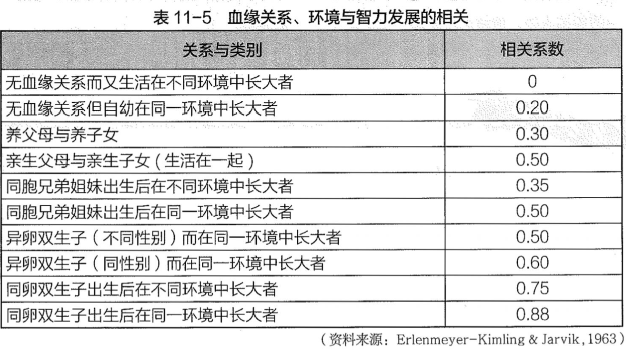 表 11-5 血缘关系、环境与智力发展的相关
关系与类别 相关系数
无血缘关系而又生活在不同环境中长大者 0
无血缘关系但自幼在同一环境中长大者 0.20
养父母与养子女 0.30
亲生父母与亲生子女（生活在一起） 0.50
同胞兄弟姐妹出生后在不同环境中长大者 0.35
同胞兄弟姐妹出生后在同一环境中长大者 0.50
异卵双生子（不同性别）而在同一环境中长大者 0.50
异卵双生子（同性别）而在同一环境中长大者 0.60
同卵双生子出生后在不同环境中长大者 0.75
同卵双生子出生后在同一环境中长大者 0.88
（资料来源：Erlenmeyer-Kimling & Jarvik,1963）